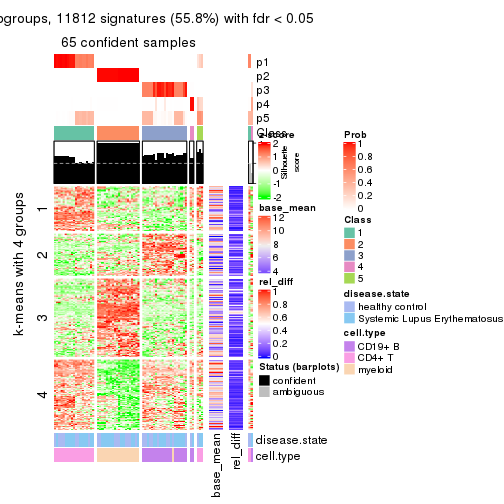 ogroups, 11812 signatures (55.8%) with fdr < 0.05
65 confident samples
p1
p2
p3
p4
p5
Class
1
2
3
4
k-means with 4 groups
z-score
2
1
0
-1
-2
Silhouette
score
base_mean
12
10
8
6
4
rel_diff
1
0.8
0.6
0.4
0.2
0
Status (barplots)
confident
ambiguous
Prob
1
0.8
0.6
0.4
0.2
0
Class
1
2
3
4
5
disease.state
healthy control
Systemic Lupus Erythematosus
cell.type
CD19+ B
CD4+ T
myeloid
disease.state
cell.type
base_mean
rel_diff